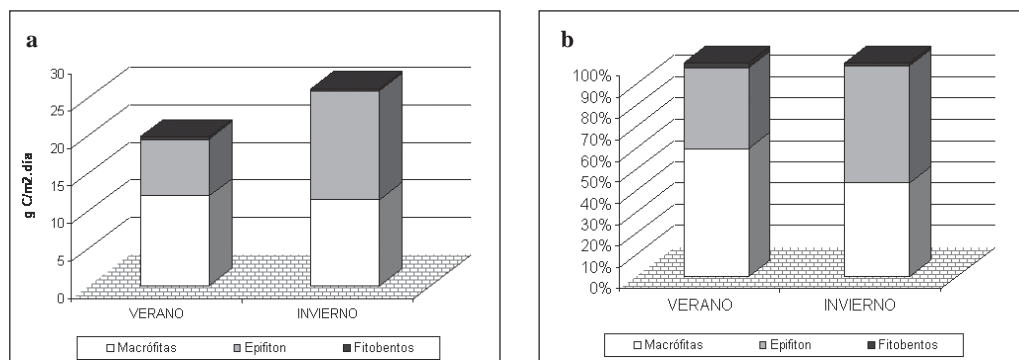 a
30
25
20
15
10
5
0
g C/m2.día
VERANO INVIERNO
Macrófitas Epifiton Fitobentos
b
100%
90%
80%
70%
60%
50%
40%
30%
20%
10%
0%
VERANO INVIERNO
Macrófitas Epifiton Fitobentos